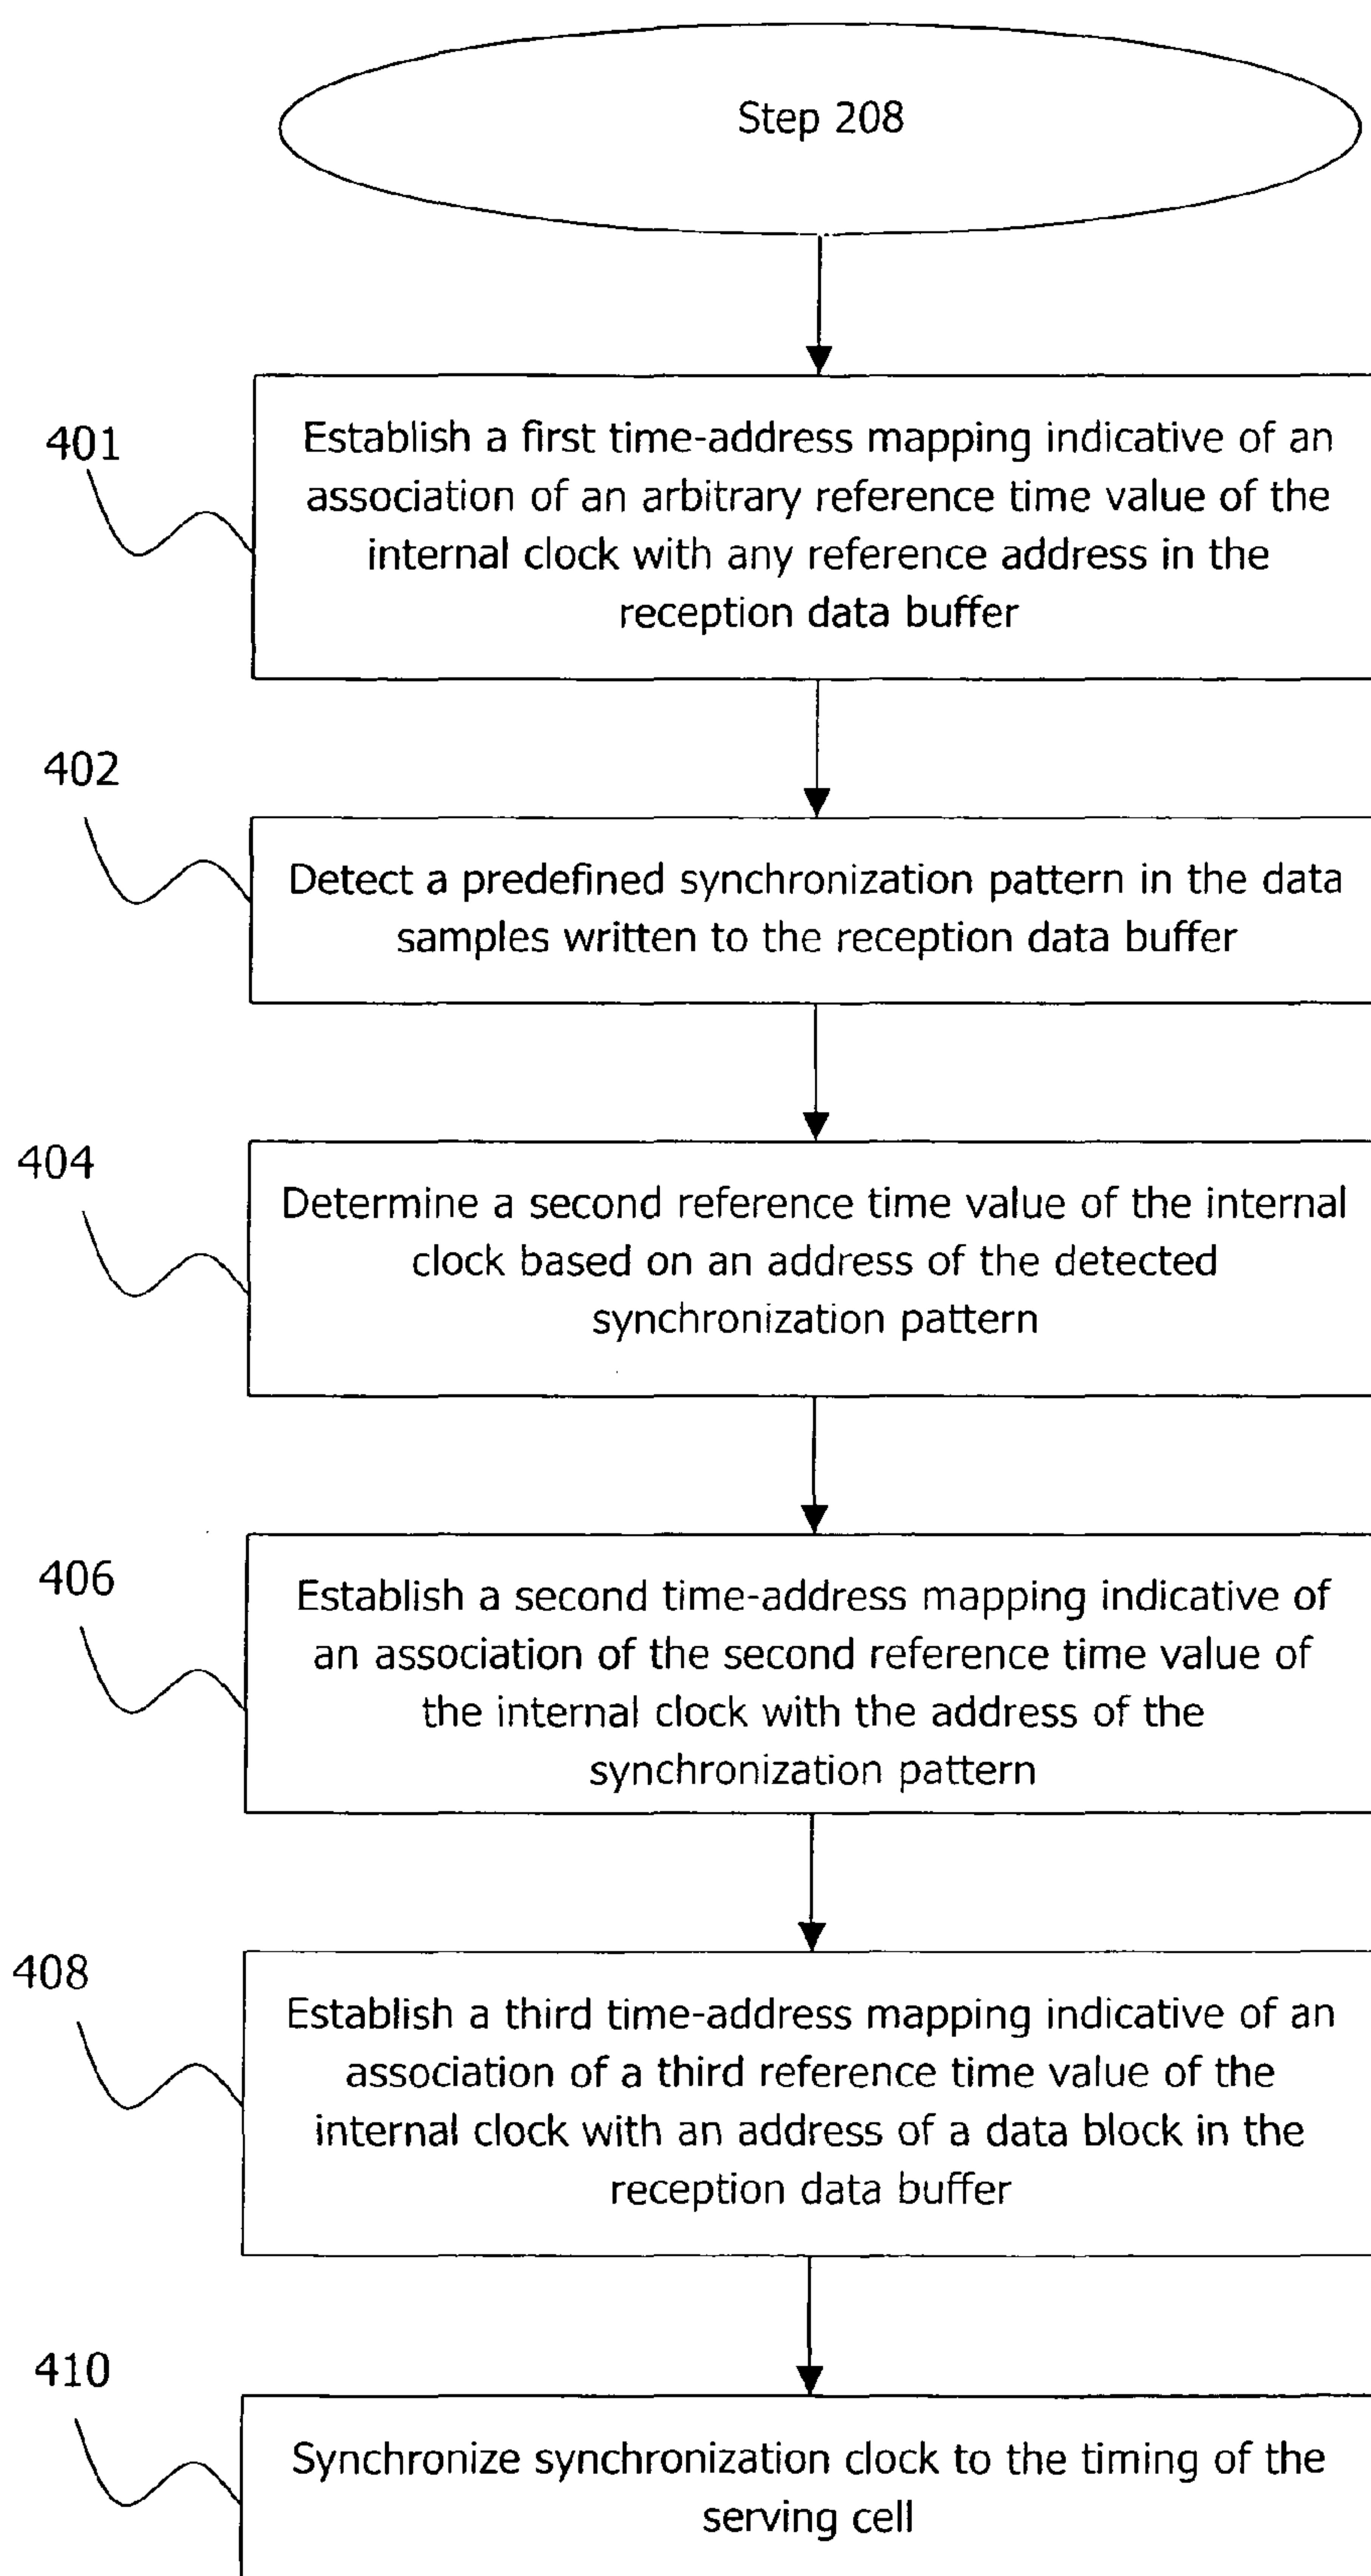 Step 208
401
Establish a first time-address mapping indicative of an
association of an arbitrary reference time value of the
internal clock with any reference address in the
reception data buffer
402
Detect a predefined synchronization pattern in the data
samples written to the reception data buffer
404
Determine a second reference time value of the internal
clock based on an address of the detected
synchronization pattern
406
Establish a second time-address mapping indicative of
an association of the second reference time value of
the internal clock with the address of the
synchronization pattern
408
Establish a third time-address mapping indicative of an
association of a third reference time value of the
internal clock with an address of a data block in the
reception data buffer
410
Synchronize synchronization clock to the timing of the
serving cell